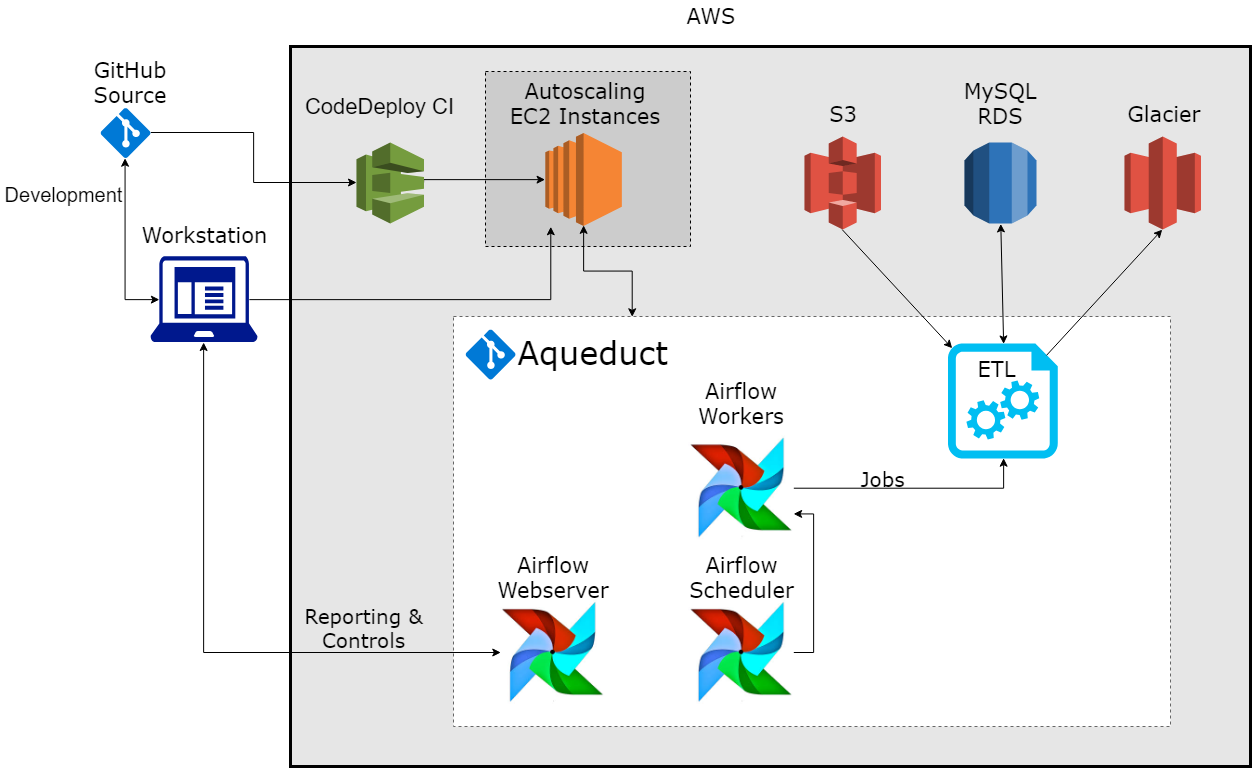 AWS
GitHub
Source
CodeDeploy CI
Autoscaling
EC2 Instances
S3
MySQL
RDS
Glacier
Development
Workstation
Aqueduct
ETL
Airflow
Workers
Jobs
Airflow
Webserver
Airflow
Scheduler
Reporting &
Controls